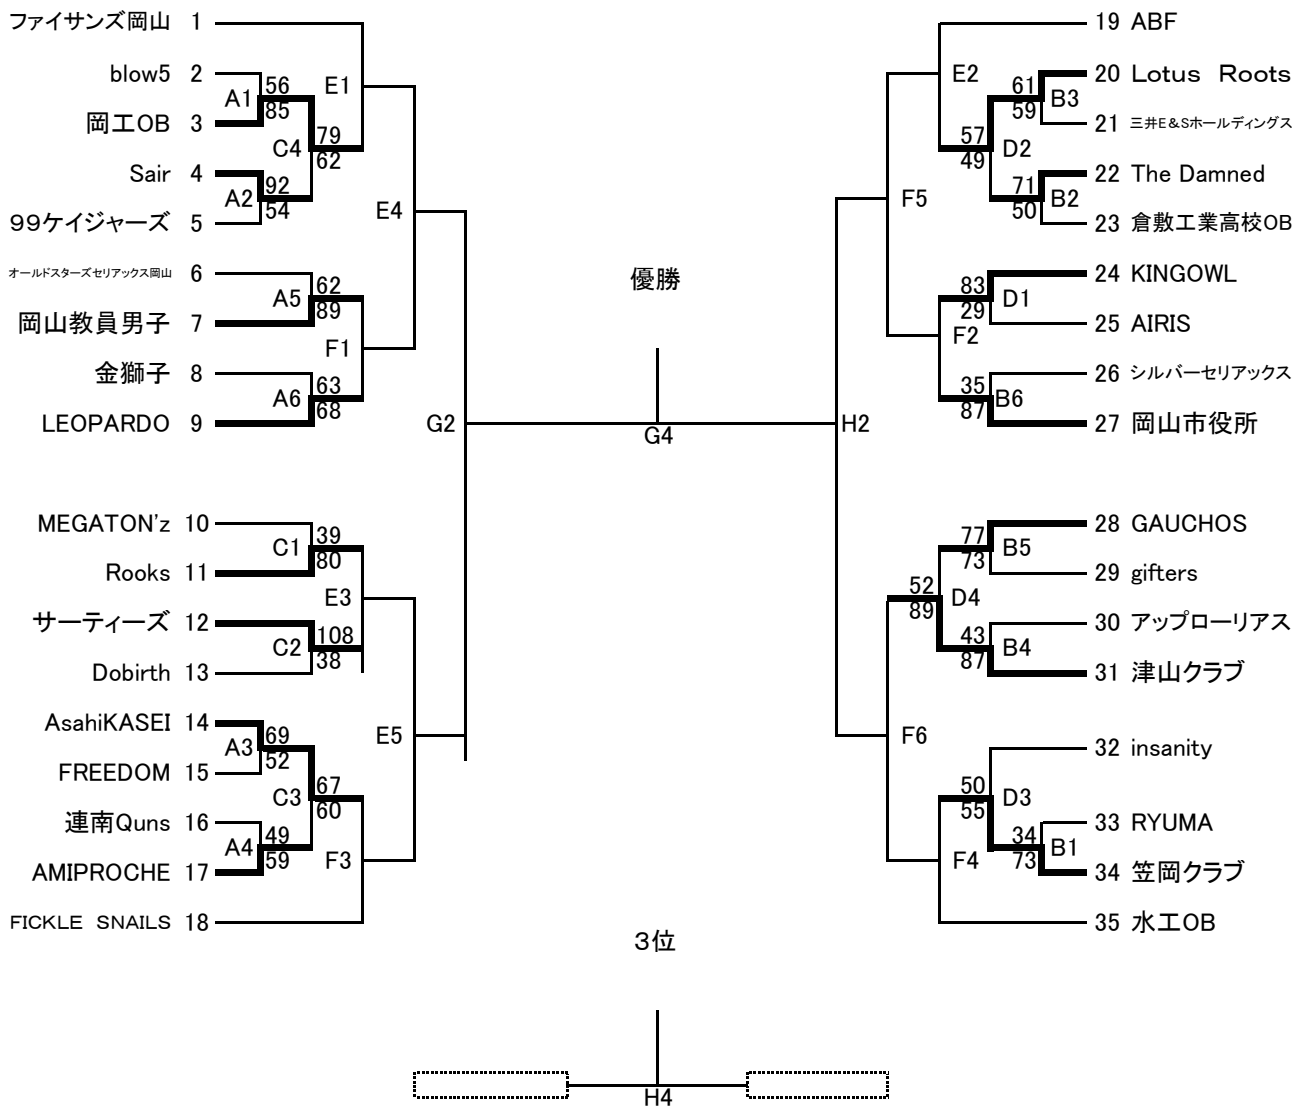 ファイサンズ岡山 1
blow5 2
A1 56
85
岡工OB 3
E1
C4 79
62
Sair 4
A2 92
54
99ケイジャーズ 5
E4
オールドスターズセリアックス岡山 6
A5 62
89
岡山教員男子 7
F1
金獅子 8
A6 63
68
LEOPARDO 9
G2
MEGATON'z 10
C1 39
80
Rooks 11
E3
サーティーズ 12
C2 108
38
Dobirth 13
AsahiKASEI 14
A3 69
52
FREEDOM 15
E5
C3 67
60
連南Quns 16
A4 49
59
AMIPROCHE 17
F3
FICKLE SNAILS 18
優勝
G4
3位
H4
19 ABF
E2
20 Lotus Roots
61 B3
59
21 三井E&Sホールディングス
57 D2
49
22 The Damned
71 B2
50
23 倉敷工業高校OB
F5
24 KINGOWL
83 D1
29
25 AIRIS
F2
26 シルバーセリアックス
35 B6
87
27 岡山市役所
H2
28 GAUCHOS
77 B5
73
29 gifters
52 D4
89
30 アップローリアス
43 B4
87
31 津山クラブ
F6
32 insanity
50 D3
55
33 RYUMA
34 B1
73
34 笠岡クラブ
F4
35 水工OB